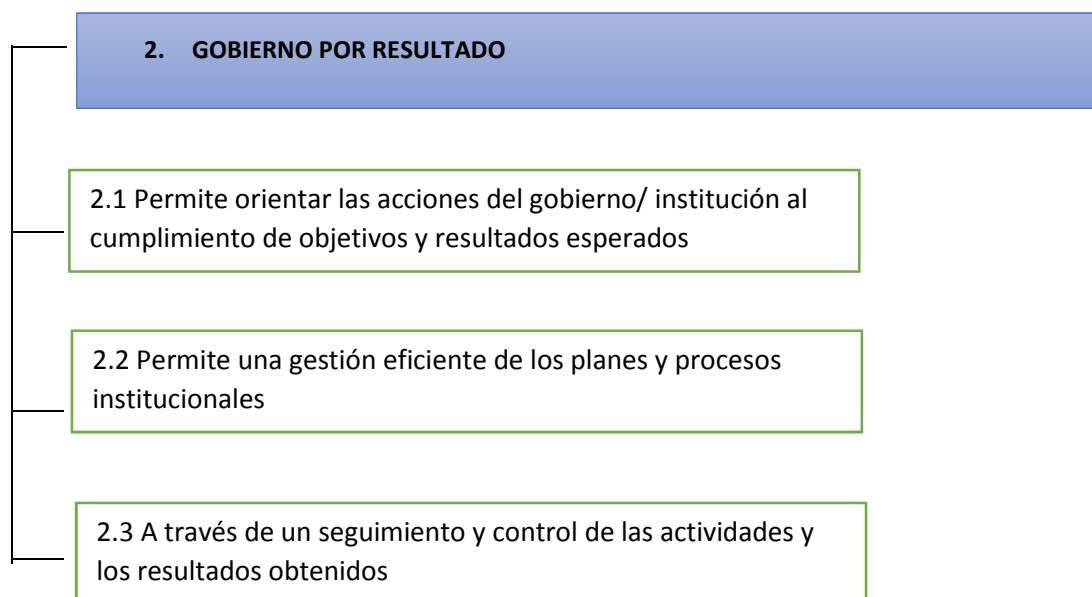 2. GOBIERNO POR RESULTADO
2.1 Permite orientar las acciones del gobierno/ institución al
cumplimiento de objetivos y resultados esperados
2.2 Permite una gestión eficiente de los planes y procesos
institucionales
2.3 A través de un seguimiento y control de las actividades y
los resultados obtenidos